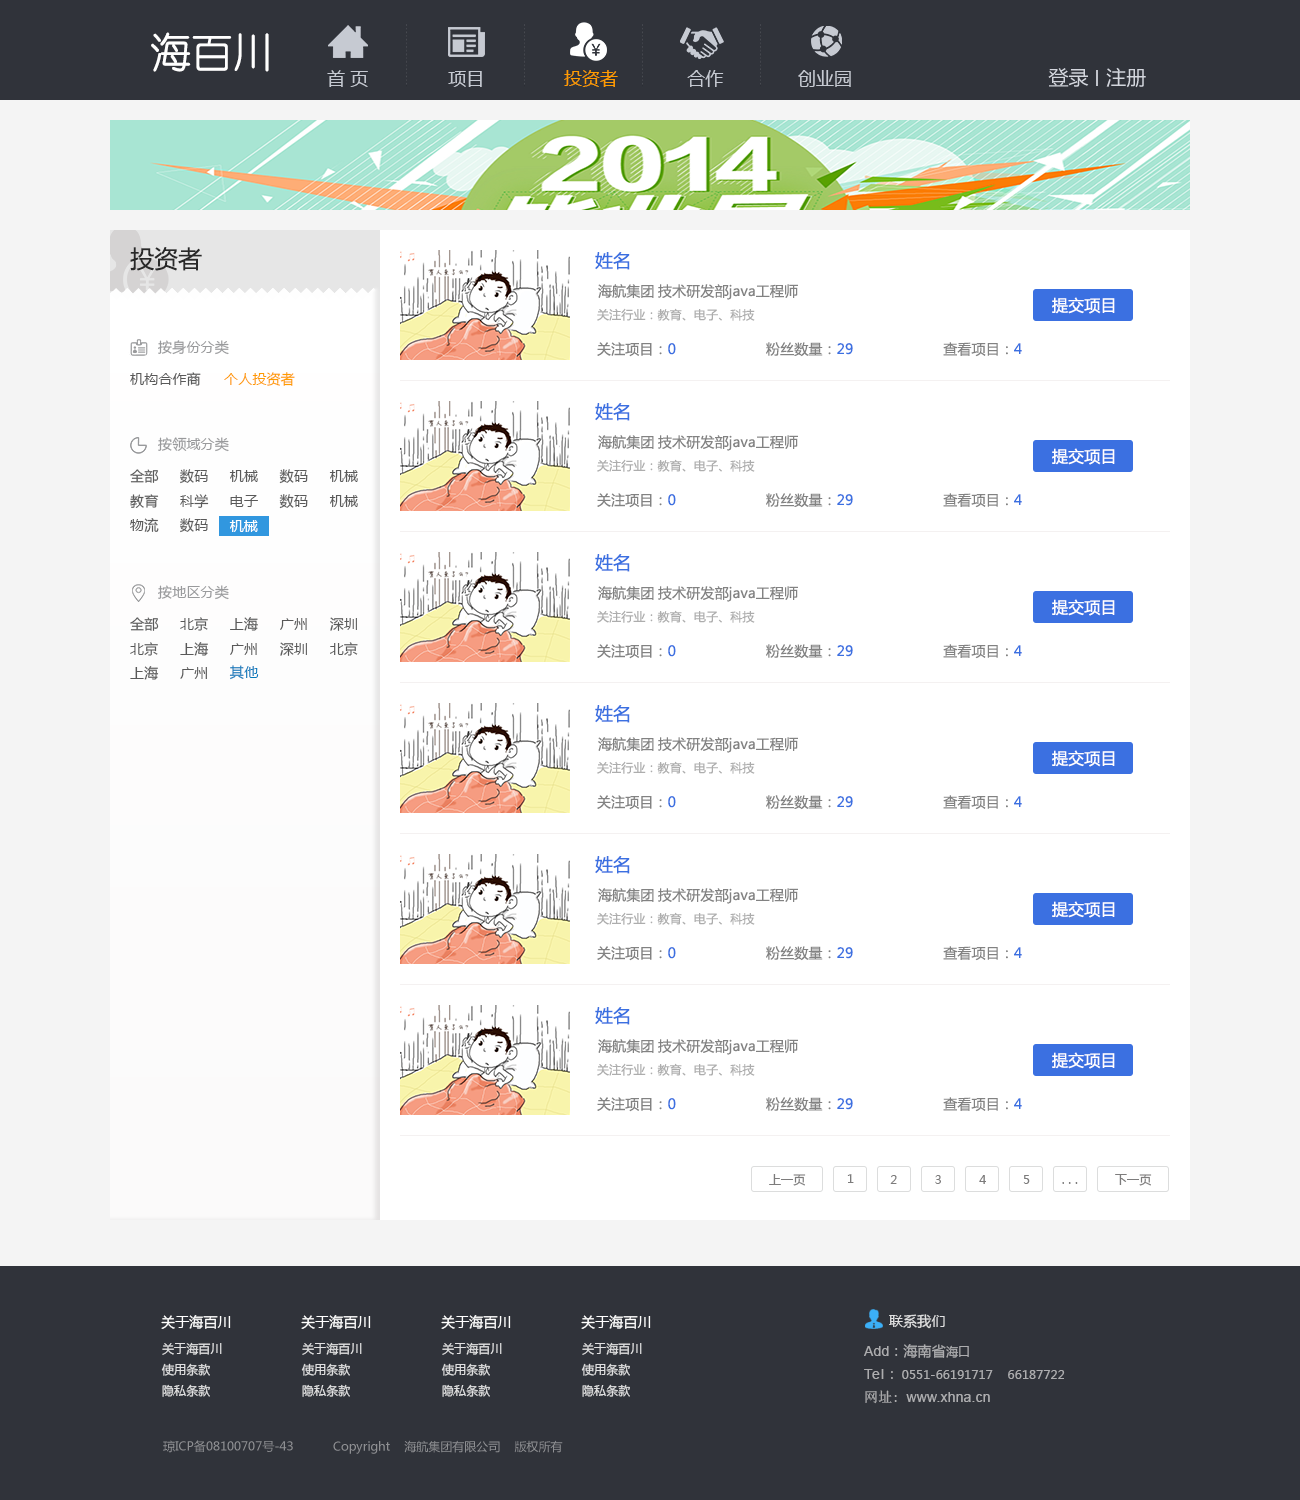 海百川
首 页
项目
投资者
合作
创业园
登录 | 注册
2014
投资者
按身份分类
机构合作商 个人投资者
按领域分类
全部 数码 机械 数码 机械
教育 科学 电子 数码 机械
物流 数码 机械
按地区分类
全部 北京 上海 广州 深圳
北京 上海 广州 深圳 北京
上海 广州 其他
姓名
海航集团 技术研发部java工程师
关注行业：教育、电子、科技
关注项目：0 粉丝数量：29 查看项目：4
提交项目
姓名
海航集团 技术研发部java工程师
关注行业：教育、电子、科技
关注项目：0 粉丝数量：29 查看项目：4
提交项目
姓名
海航集团 技术研发部java工程师
关注行业：教育、电子、科技
关注项目：0 粉丝数量：29 查看项目：4
提交项目
姓名
海航集团 技术研发部java工程师
关注行业：教育、电子、科技
关注项目：0 粉丝数量：29 查看项目：4
提交项目
姓名
海航集团 技术研发部java工程师
关注行业：教育、电子、科技
关注项目：0 粉丝数量：29 查看项目：4
提交项目
姓名
海航集团 技术研发部java工程师
关注行业：教育、电子、科技
关注项目：0 粉丝数量：29 查看项目：4
提交项目
上一页 1 2 3 4 5 ... 下一页
关于海百川 关于海百川 关于海百川 关于海百川
关于海百川 关于海百川 关于海百川 关于海百川
使用条款 使用条款 使用条款 使用条款
隐私条款 隐私条款 隐私条款 隐私条款
联系我们
Add：海南省海口
Tel：0551-66191717 66187722
网址：www.xhna.cn
琼ICP备08100707号-43 Copyright 海航集团有限公司 版权所有